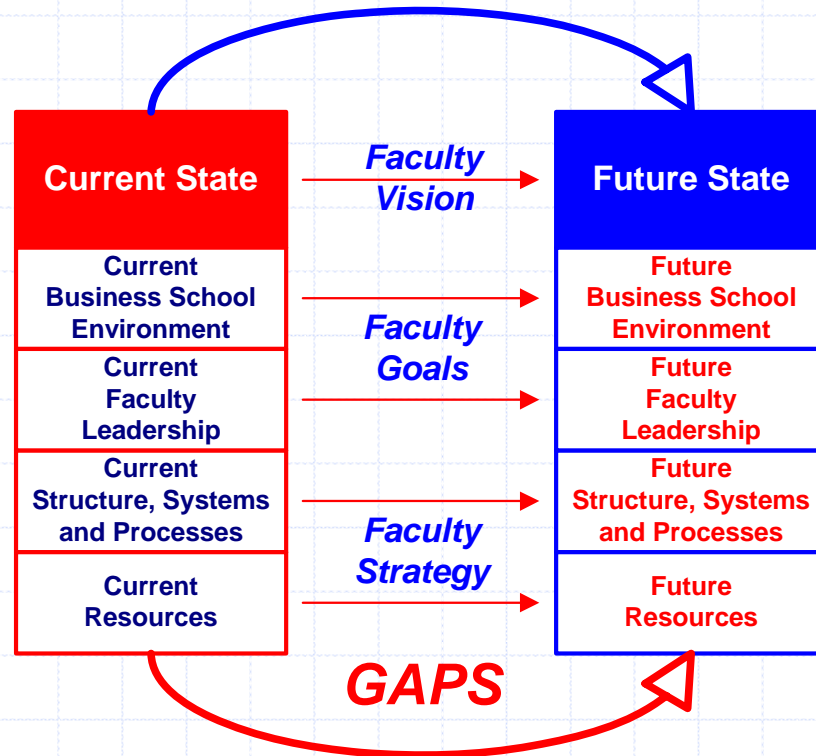 Current State
Faculty
Vision
Future State
Current
Business School
Environment
Faculty
Goals
Future
Business School
Environment
Current
Faculty
Leadership
Future
Faculty
Leadership
Current
Structure, Systems
and Processes
Faculty
Strategy
Future
Structure, Systems
and Processes
Current
Resources
Future
Resources
GAPS